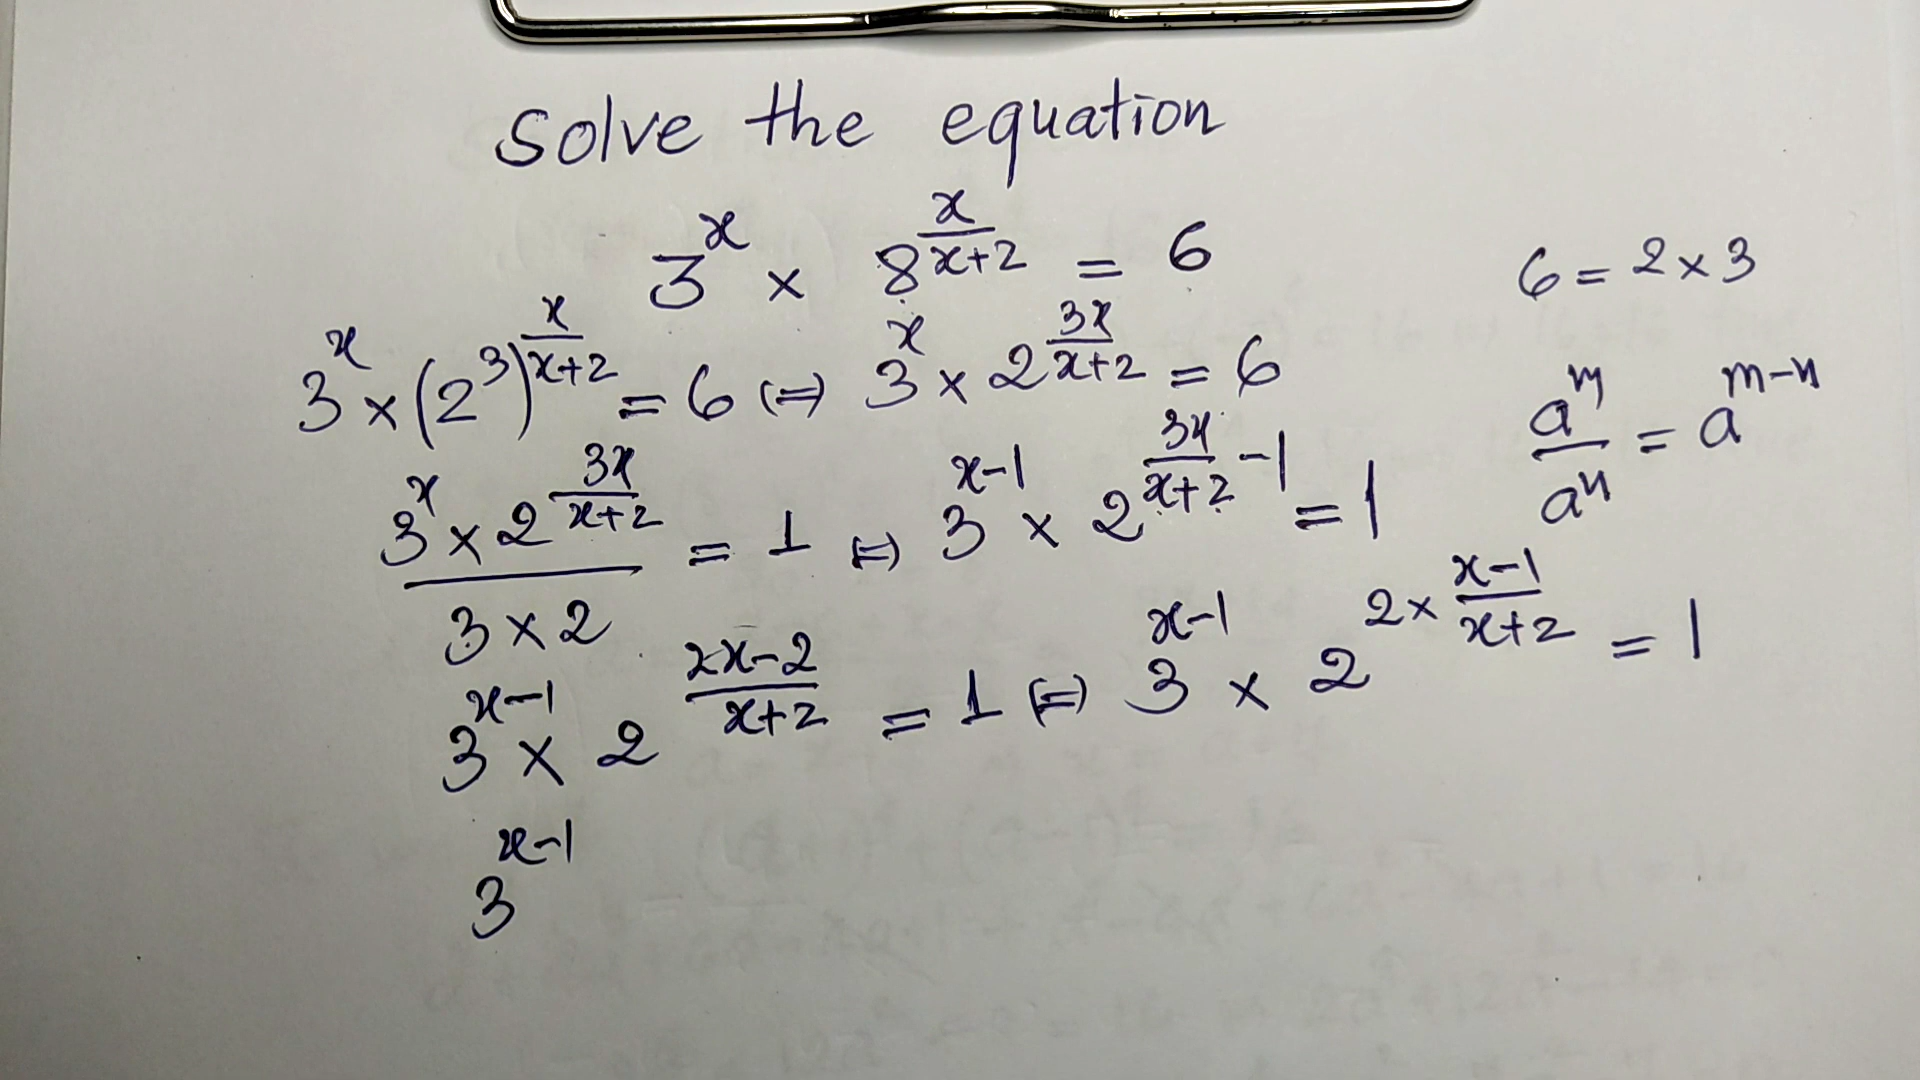 Solve the equation
3^x × 8^(x/(x+2)) = 6
6 = 2 × 3
3^x × (2^3)^(x/(x+2)) = 6 (=) 3^x × 2^(3x/(x+2)) = 6
a^m/a^n = a^(m-n)
(3^x × 2^(3x/(x+2)))/(3 × 2) = 1 (=) 3^(x-1) × 2^(3x/(x+2) - 1) = 1
3^(x-1) × 2^((2x-2)/(x+2)) = 1 (=) 3^(x-1) × 2^(2 × (x-1)/(x+2)) = 1
3^(x-1)